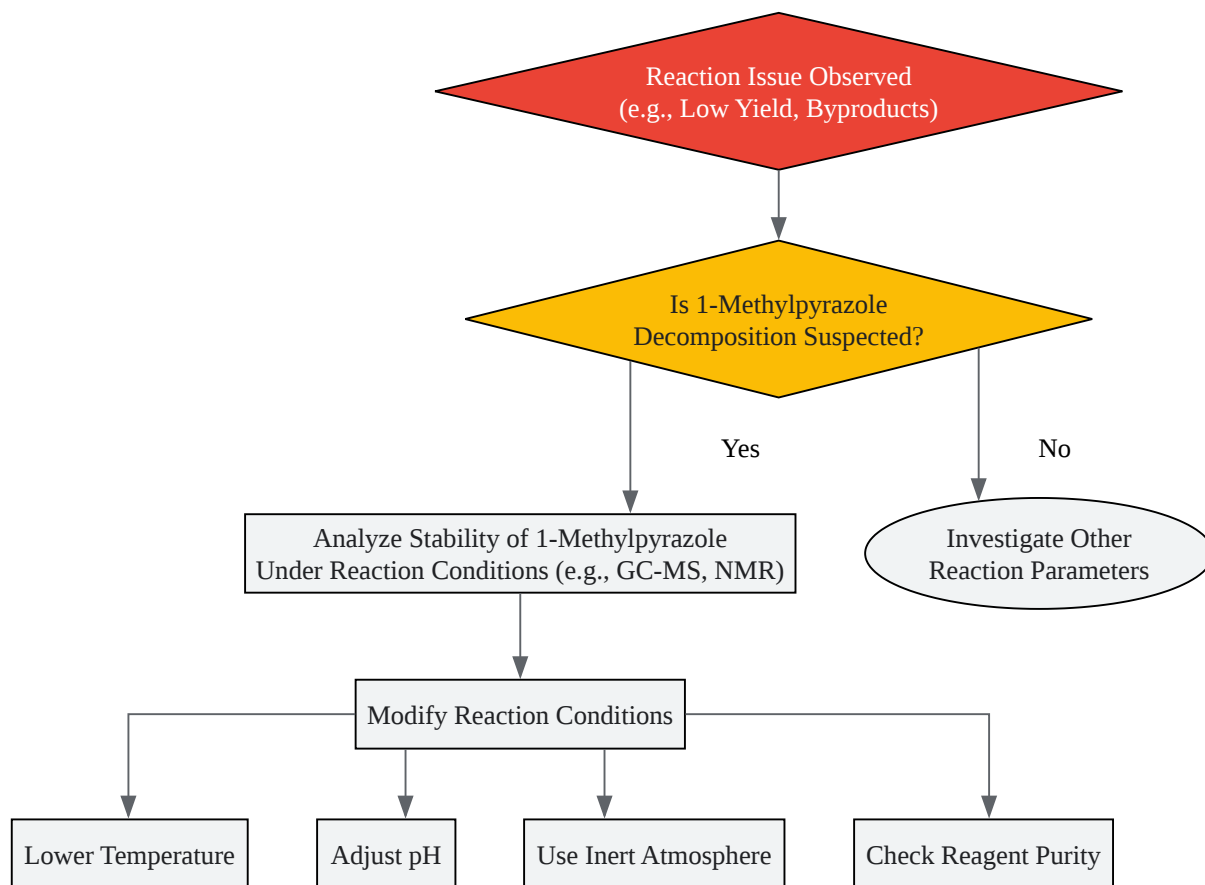 Reaction Issue Observed
(e.g., Low Yield, Byproducts)
Is 1-Methylpyrazole
Decomposition Suspected?
Yes
No
Analyze Stability of 1-Methylpyrazole
Under Reaction Conditions (e.g., GC-MS, NMR)
Investigate Other
Reaction Parameters
Modify Reaction Conditions
Lower Temperature
Adjust pH
Use Inert Atmosphere
Check Reagent Purity